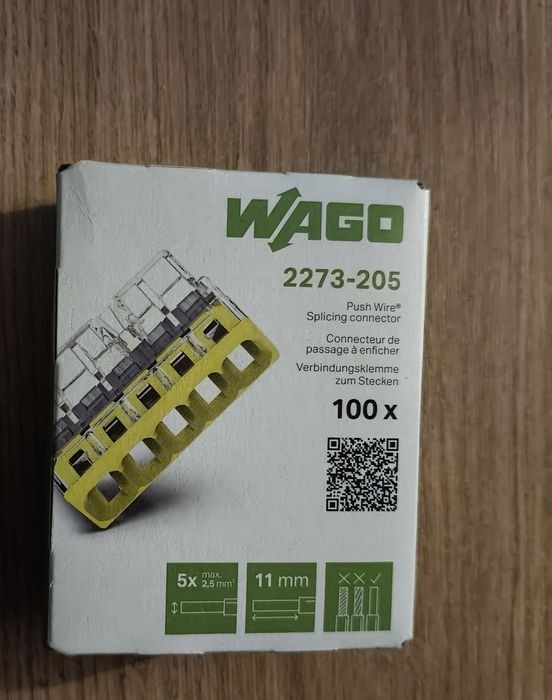 WAGO
2273-205
Push Wire®
Splicing connector
Connecteur de
passage à enficher
Verbindungsklemme
zum Stecken
100 x
5x max. 2,5 mm²
11 mm